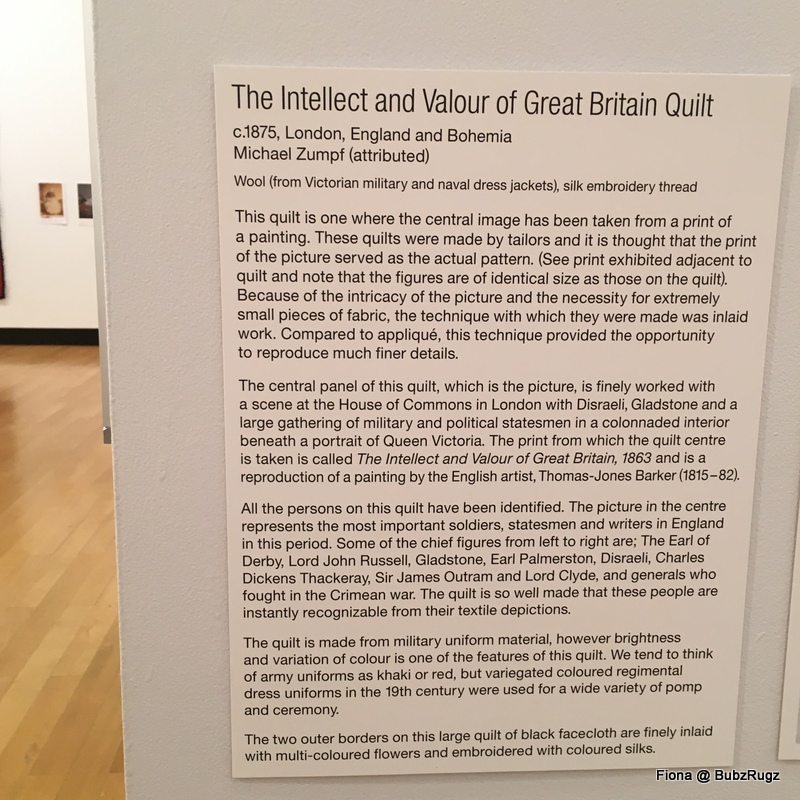 The Intellect and Valour of Great Britain Quilt
c.1875, London, England and Bohemia
Michael Zumpf (attributed)
Wool (from Victorian military and naval dress jackets), silk embroidery thread
This quilt is one where the central image has been taken from a print of
a painting. These quilts were made by tailors and it is thought that the print
of the picture served as the actual pattern. (See print exhibited adjacent to
quilt and note that the figures are of identical size as those on the quilt).
Because of the intricacy of the picture and the necessity for extremely
small pieces of fabric, the technique with which they were made was inlaid
work. Compared to appliqué, this technique provided the opportunity
to reproduce much finer details.
The central panel of this quilt, which is the picture, is finely worked with
a scene at the House of Commons in London with Disraeli, Gladstone and a
large gathering of military and political statesmen in a colonnaded interior
beneath a portrait of Queen Victoria. The print from which the quilt centre
is taken is called The Intellect and Valour of Great Britain, 1863 and is a
reproduction of a painting by the English artist, Thomas-Jones Barker (1815–82).
All the persons on this quilt have been identified. The picture in the centre
represents the most important soldiers, statesmen and writers in England
in this period. Some of the chief figures from left to right are; The Earl of
Derby, Lord John Russell, Gladstone, Earl Palmerston, Disraeli, Charles
Dickens Thackeray, Sir James Outram and Lord Clyde, and generals who
fought in the Crimean war. The quilt is so well made that these people are
instantly recognizable from their textile depictions.
The quilt is made from military uniform material, however brightness
and variation of colour is one of the features of this quilt. We tend to think
of army uniforms as khaki or red, but variegated coloured regimental
dress uniforms in the 19th century were used for a wide variety of pomp
and ceremony.
The two outer borders on this large quilt of black facecloth are finely inlaid
with multi-coloured flowers and embroidered with coloured silks.
Fiona @ BubzRugz